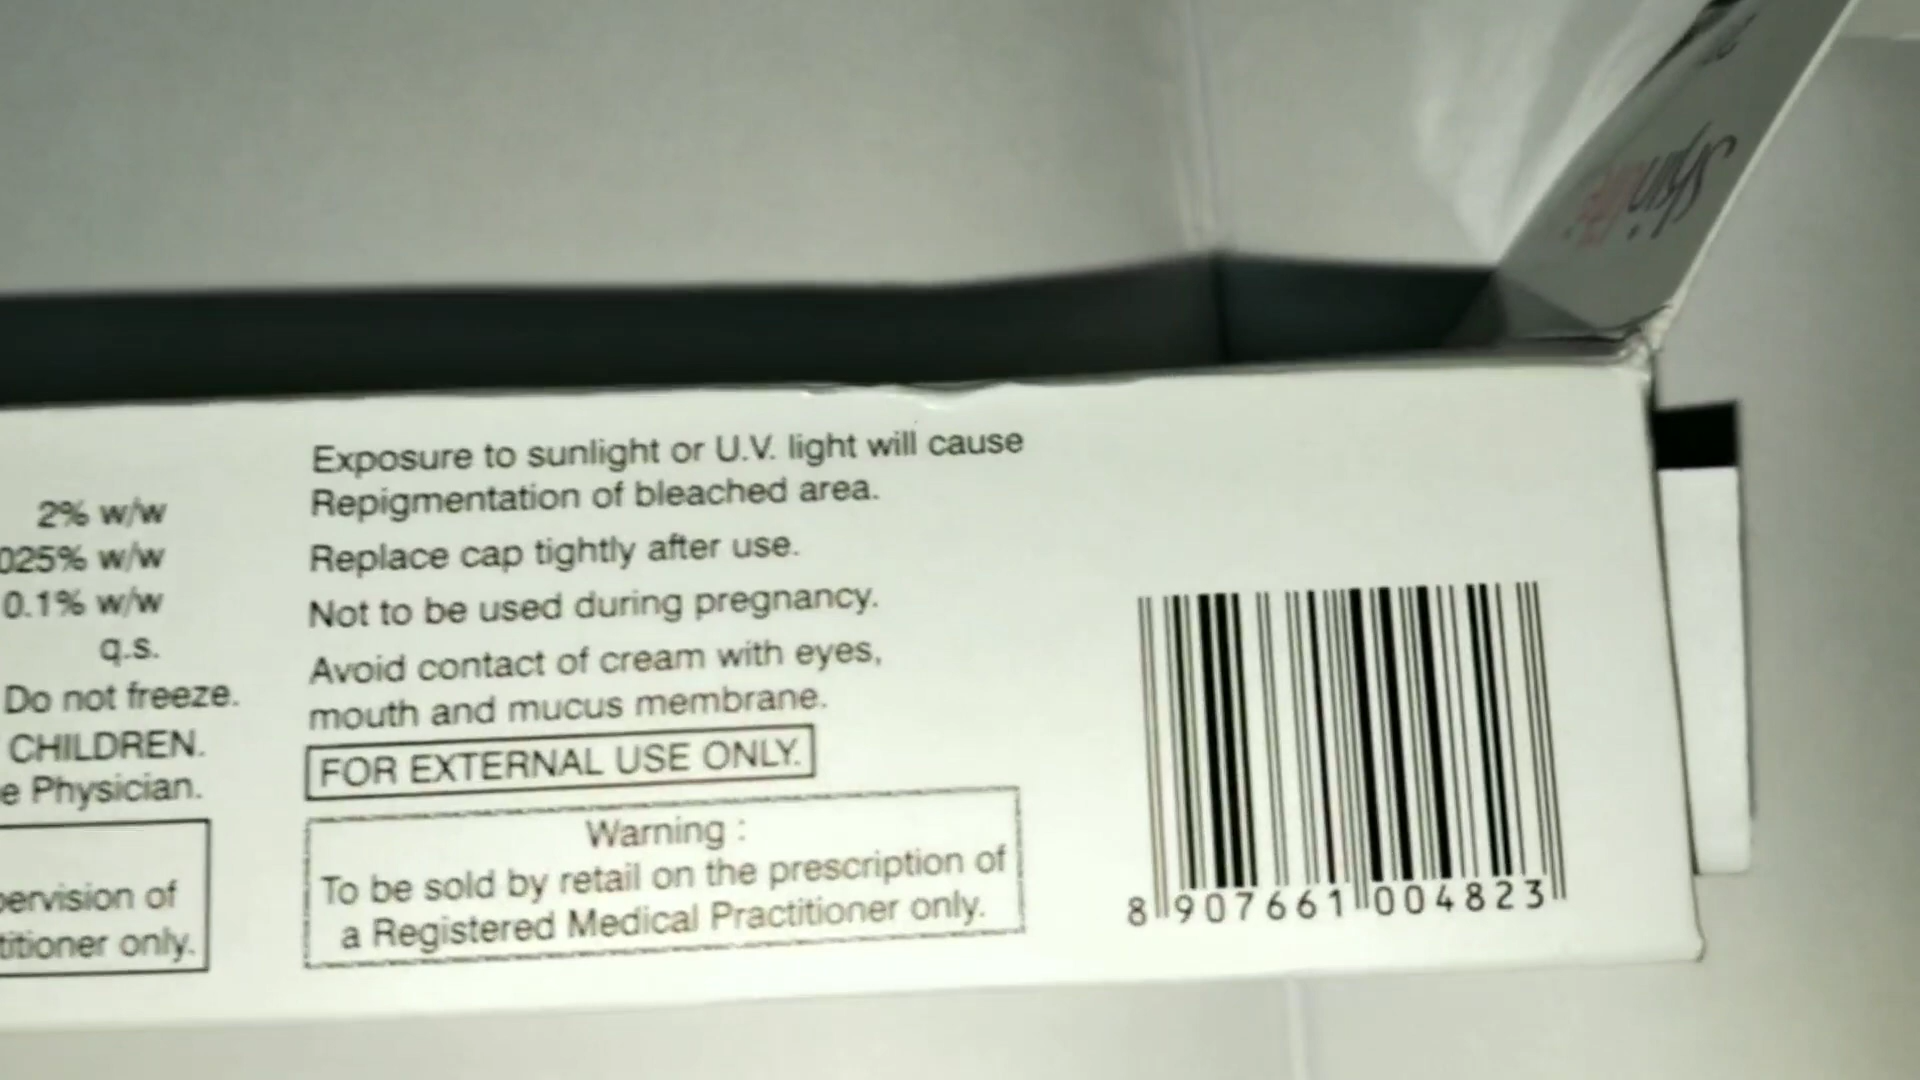 2% w/w
025% w/w
0.1% w/w
q.s.
Do not freeze.
CHILDREN.
Physician.
of
only.
Exposure to sunlight or U.V. light will cause
Repigmentation of bleached area.
Replace cap tightly after use.
Not to be used during pregnancy.
Avoid contact of cream with eyes,
mouth and mucus membrane.
FOR EXTERNAL USE ONLY.
Warning :
To be sold by retail on the prescription of
a Registered Medical Practitioner only.
8 907661 004823